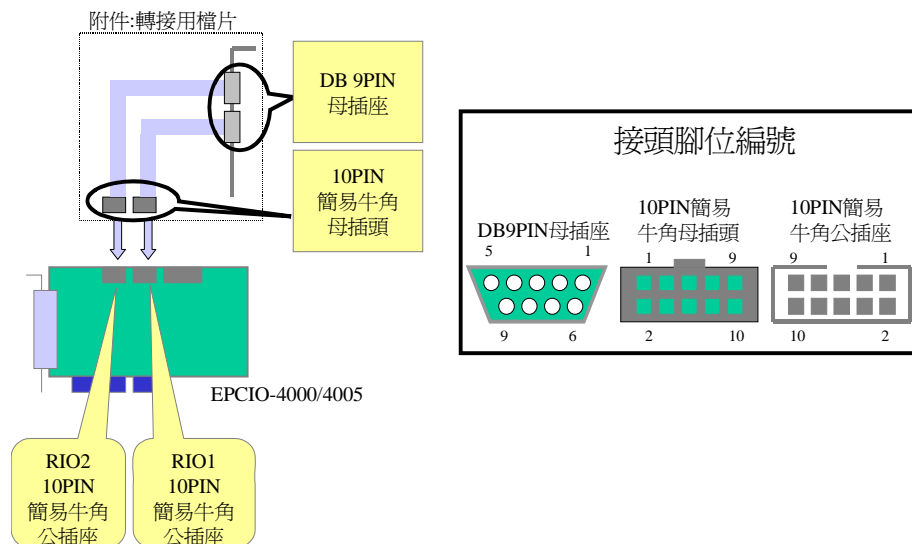 附件:轉接用檔片
DB 9PIN
母插座
10PIN
簡易牛角
母插頭
EPCIO-4000/4005
RIO2
10PIN
簡易牛角
公插座
RIO1
10PIN
簡易牛角
公插座
接頭腳位編號
DB9PIN母插座
5 1
9 6
10PIN簡易
牛角母插頭
1 9
2 10
10PIN簡易
牛角公插座
9 1
10 2